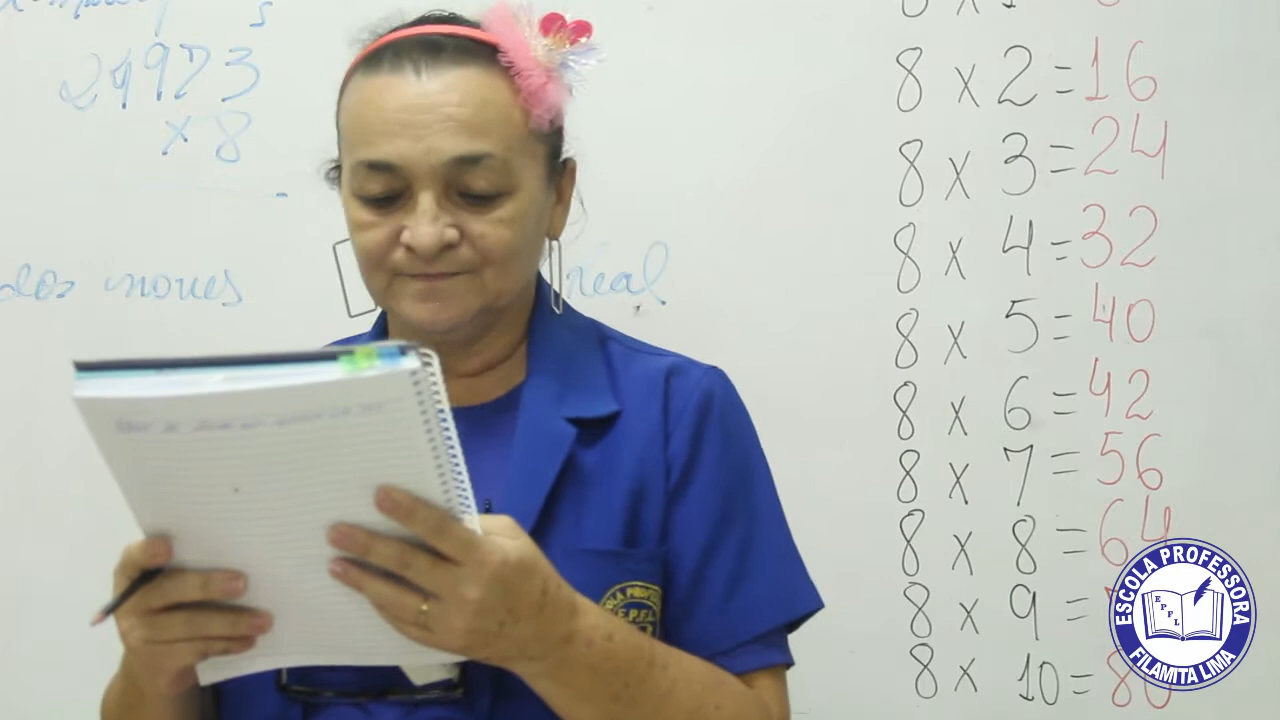 24973
× 8
dos noves
real
8 × 2 = 16
8 × 3 = 24
8 × 4 = 32
8 × 5 = 40
8 × 6 = 42
8 × 7 = 56
8 × 8 = 64
8 × 9 =
8 × 10 = 80
E.P.F.L
ESCOLA PROFESSORA
EPFL
FILAMITA LIMA